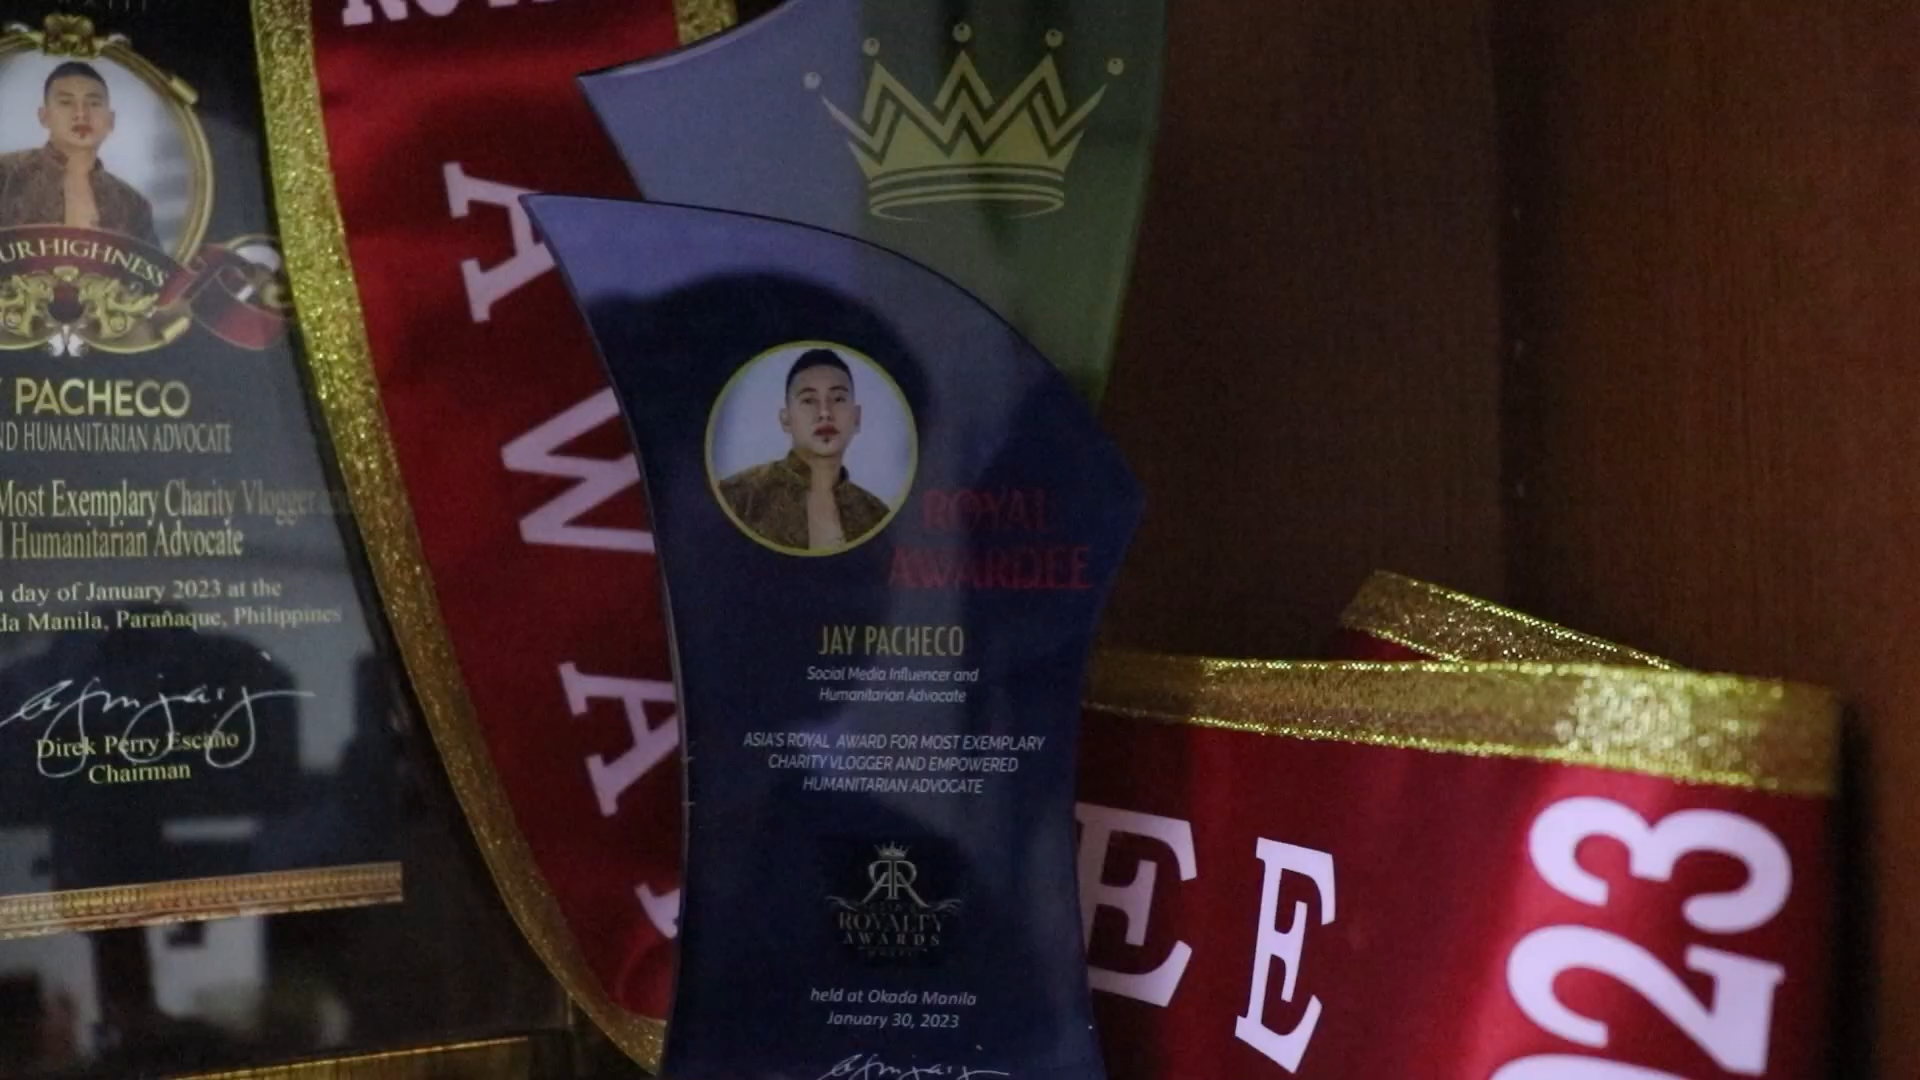 UR HIGHNESS
PACHECO
ND HUMANITARIAN ADVOCATE
Most Exemplary Charity Vlogger
Humanitarian Advocate
day of January 2023 at the
da Manila, Parañaque, Philippines
Direk Perry Escaño
Chairman
A
W
A
ROYAL
AWARDEE
JAY PACHECO
Social Media Influencer and
Humanitarian Advocate
ASIA'S ROYAL AWARD FOR MOST EXEMPLARY
CHARITY VLOGGER AND EMPOWERED
HUMANITARIAN ADVOCATE
ROYALTY
AWARDS
held at Okada Manila
January 30, 2023
E E
023